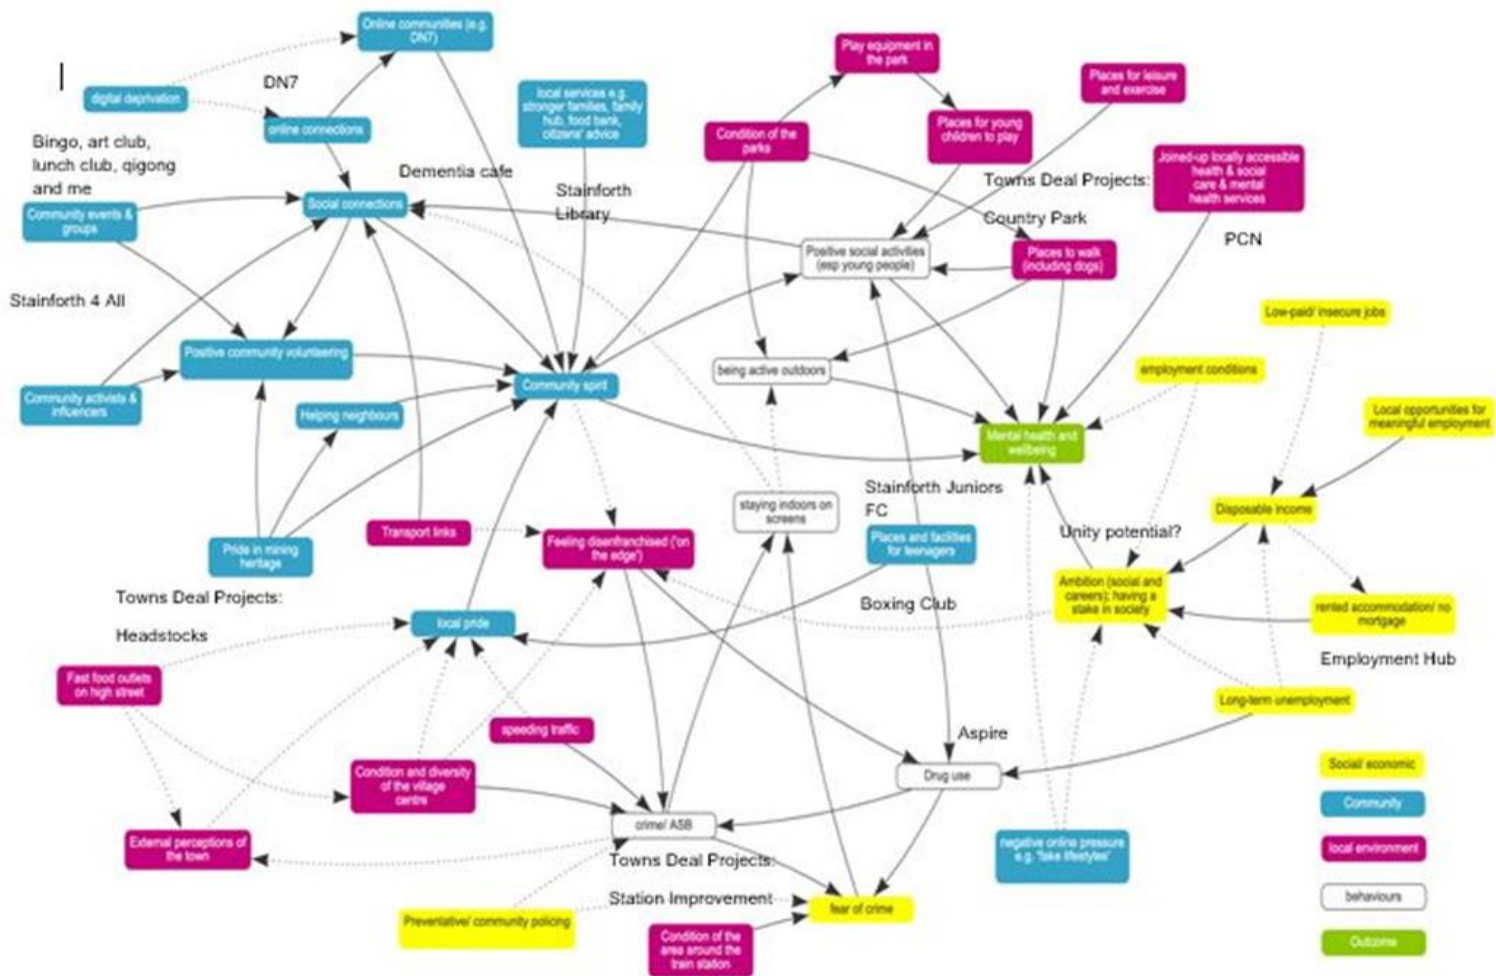 Online communities (e.g.
DN7)
Play equipment in
the park
Places for leisure
and exercise
digital deprivation
DN7
online connections
local services e.g.
stronger families, family
hub, food bank,
citizens' advice
Condition of the
parks
Places for young
children to play
Bingo, art club,
lunch club, qigong
and me
Dementia cafe
Stainforth
Library
Towns Deal Projects:
Country Park
Joined-up locally accessible
health & social
care & mental
health services
PCN
Community events &
groups
Social connections
Positive social activities
(esp young people)
Places to walk
(including dogs)
Stainforth 4 All
Low-paid/ insecure jobs
Positive community volunteering
Community spirit
being active outdoors
employment conditions
Community activists &
influencers
Helping neighbours
Mental health and
wellbeing
Local opportunities for
meaningful employment
Transport links
Feeling disenfranchised ('on
the edge')
staying indoors on
screens
Stainforth Juniors
FC
Places and facilities
for teenagers
Unity potential?
Disposable income
Pride in mining
heritage
Towns Deal Projects:
Headstocks
local pride
Boxing Club
Ambition (social and
careers); having a
stake in society
rented accommodation/ no
mortgage
Employment Hub
Fast food outlets
on high street
speeding traffic
Long-term unemployment
Aspire
Condition and diversity
of the village
centre
Drug use
External perceptions of
the town
crime/ ASB
Towns Deal Projects:
Station Improvement
negative online pressure
e.g. 'fake lifestyles'
Preventative/ community policing
fear of crime
Condition of the
area around the
train station
Social/ economic
Community
local environment
behaviours
Outcome